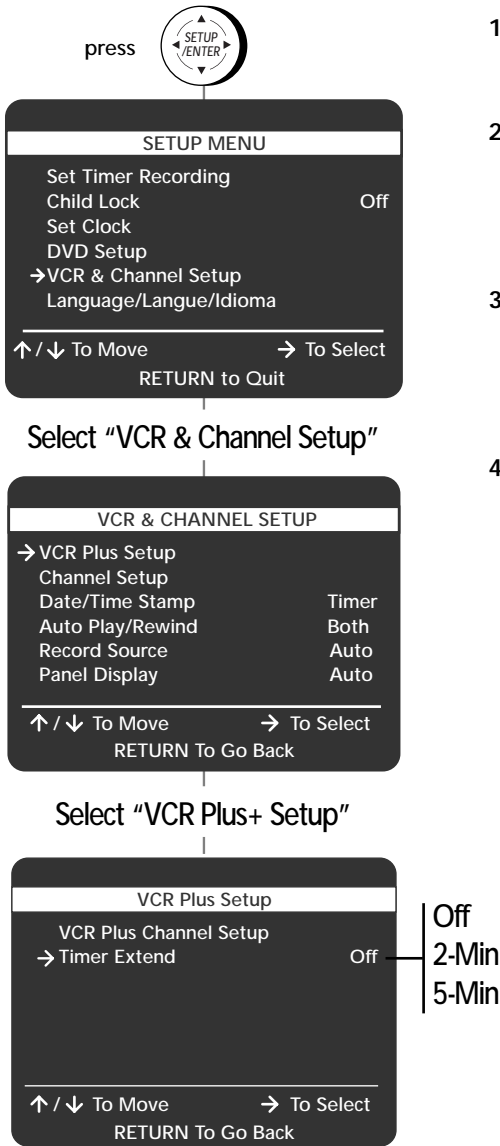 press
SETUP
/ENTER
1
SETUP MENU
Set Timer Recording
Child Lock Off
Set Clock
DVD Setup
→VCR & Channel Setup
Language/Langue/Idioma
↑/↓ To Move → To Select
RETURN to Quit
2
3
Select “VCR & Channel Setup”
4
VCR & CHANNEL SETUP
→ VCR Plus Setup
Channel Setup
Date/Time Stamp Timer
Auto Play/Rewind Both
Record Source Auto
Panel Display Auto
↑/↓ To Move → To Select
RETURN To Go Back
Select “VCR Plus+ Setup”
VCR Plus Setup
VCR Plus Channel Setup
→ Timer Extend Off
Off
2-Min
5-Min
↑/↓ To Move → To Select
RETURN To Go Back